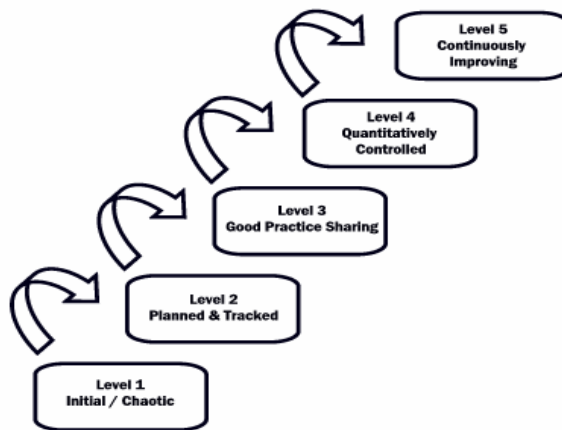 Level 5
Continuously
Improving
Level 4
Quantitatively
Controlled
Level 3
Good Practice Sharing
Level 2
Planned & Tracked
Level 1
Initial / Chaotic